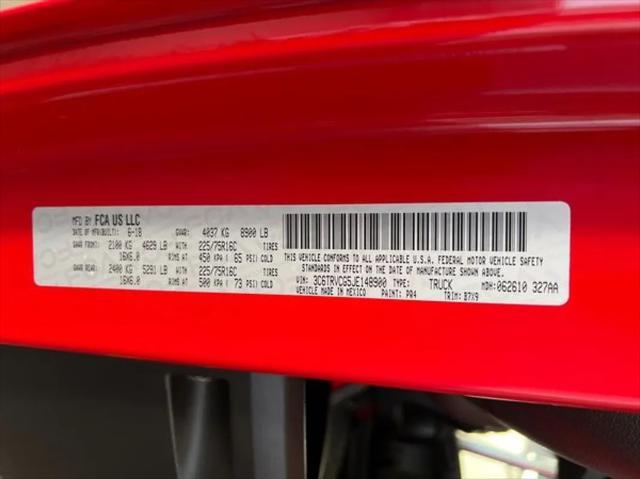 MFD BY FCA US LLC
DATE OF MFR(BUILT): 6-18 GVWR: 4037 KG 8900 LB
GAWR FRONT: 2100 KG 4629 LB WITH 225/75R16C TIRES
16X6.0 RIMS AT 450 KPA ( 65 PSI)
GAWR REAR: 2400 KG 5291 LB WITH 225/75R16C TIRES
16X6.0 RIMS AT 500 KPA ( 73 PSI)
THIS VEHICLE CONFORMS TO ALL APPLICABLE U.S.A. FEDERAL MOTOR VEHICLE SAFETY
STANDARDS IN EFFECT ON THE DATE OF MANUFACTURE SHOWN ABOVE.
VIN: 3C6TRVCG5JE148900 TYPE: TRUCK MDH: 062610 327AA
VEHICLE MADE IN MEXICO PAINT: PR4 TRIM: B7X9